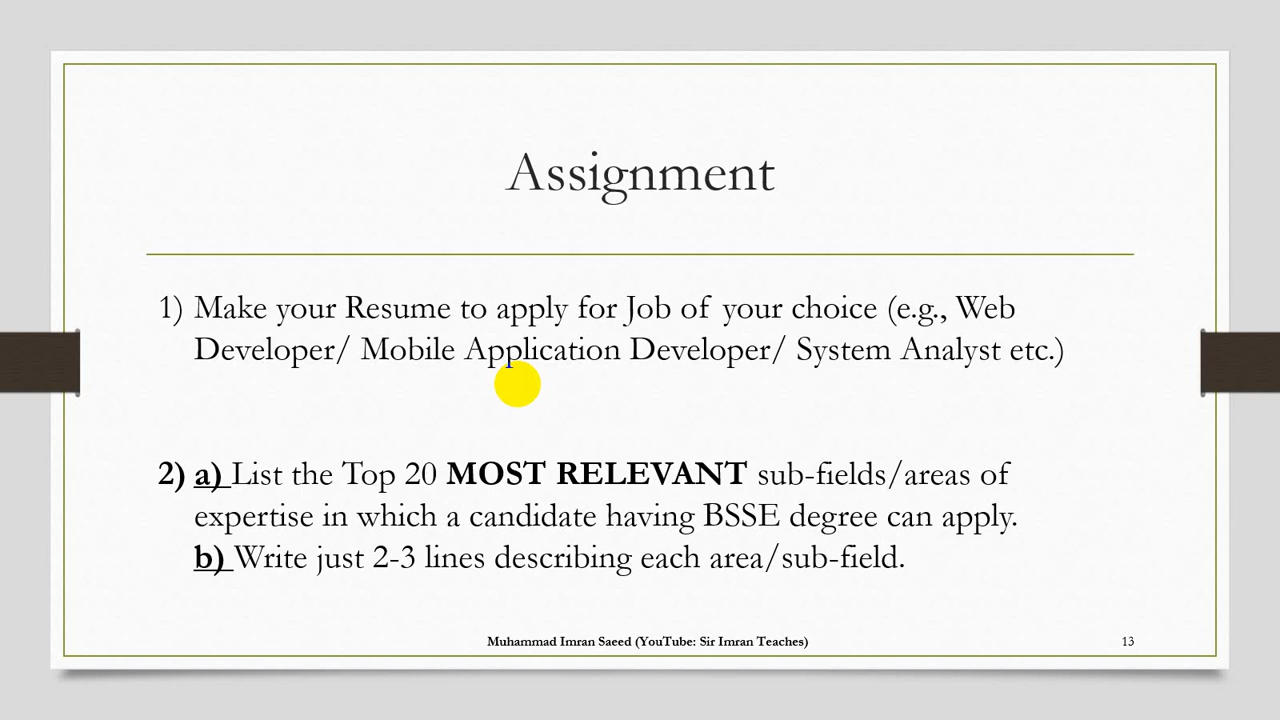 Assignment
1) Make your Resume to apply for Job of your choice (e.g., Web
Developer/ Mobile Application Developer/ System Analyst etc.)
2) a) List the Top 20 MOST RELEVANT sub-fields/areas of
expertise in which a candidate having BSSE degree can apply.
b) Write just 2-3 lines describing each area/sub-field.
Muhammad Imran Saeed (YouTube: Sir Imran Teaches)
13